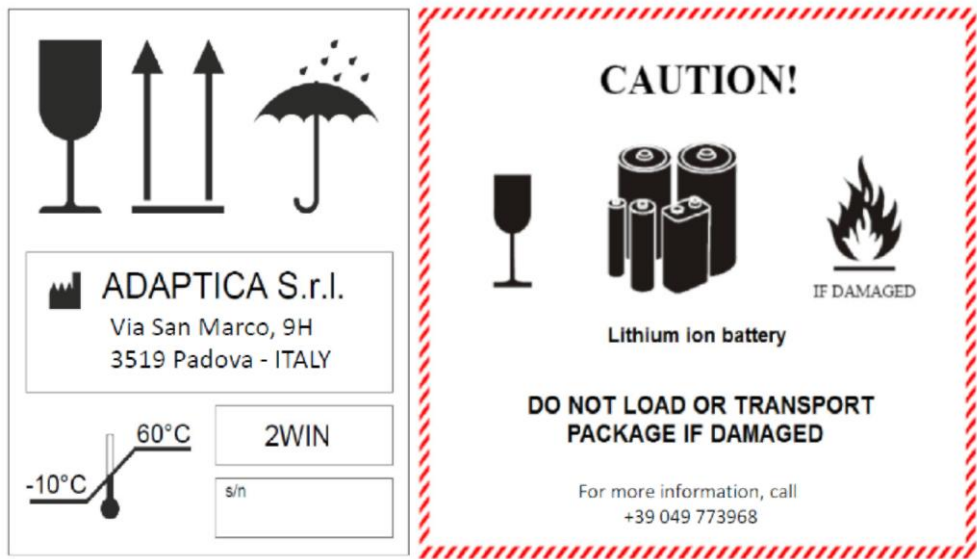 ADAPTICA S.r.l.
Via San Marco, 9H
3519 Padova - ITALY
60°C
-10°C
2WIN
s/n
CAUTION!
IF DAMAGED
Lithium ion battery
DO NOT LOAD OR TRANSPORT
PACKAGE IF DAMAGED
For more information, call
+39 049 773968